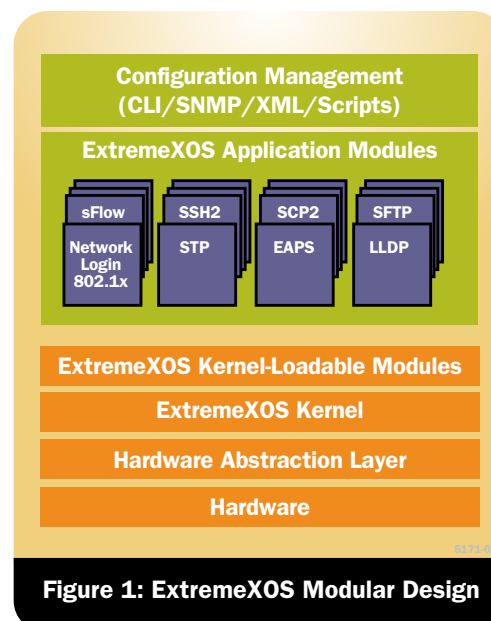 Configuration Management
(CLI/SNMP/XML/Scripts)
ExtremeXOS Application Modules
sFlow
SSH2
SCP2
SFTP
Network
Login
802.1x
STP
EAPS
LLDP
ExtremeXOS Kernel-Loadable Modules
ExtremeXOS Kernel
Hardware Abstraction Layer
Hardware
Figure 1: ExtremeXOS Modular Design